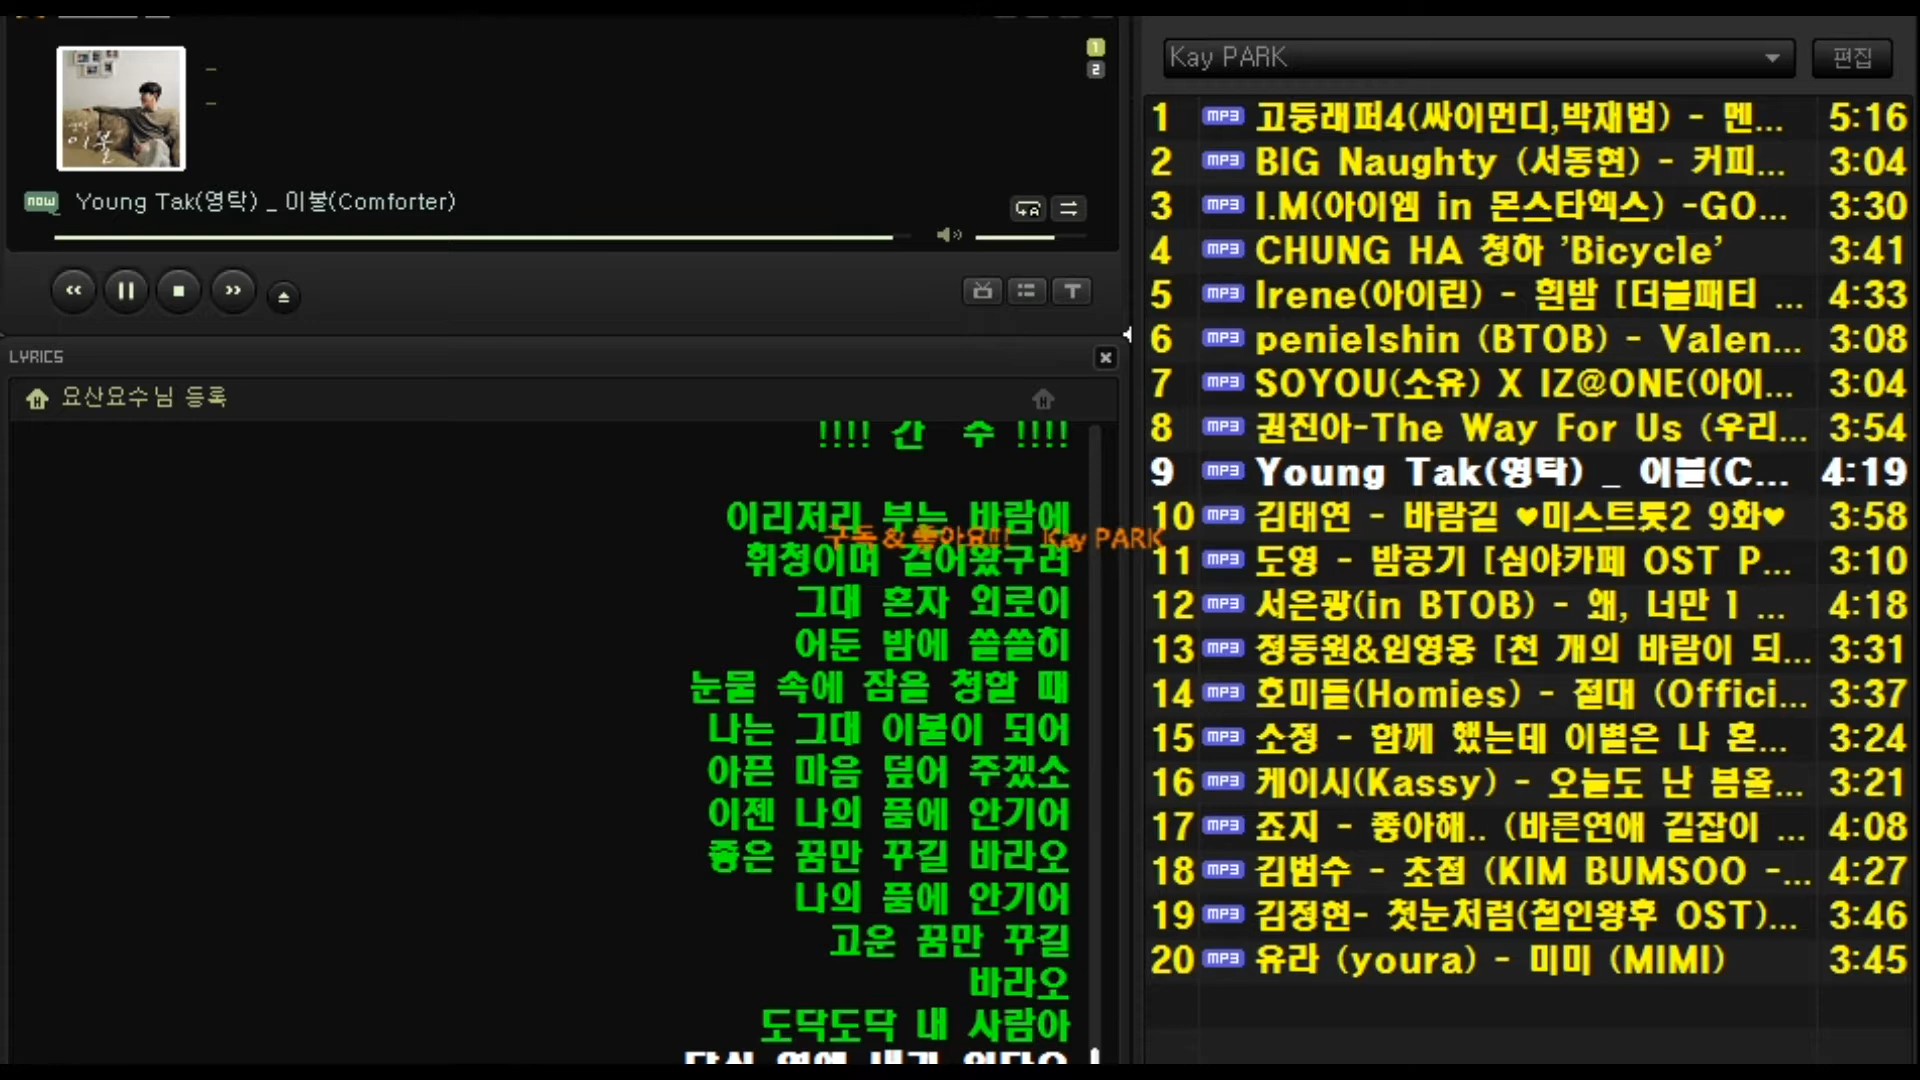 이불
1
2
now Young Tak(영탁) _ 이불(Comforter)
LYRICS
요산요수님 등록
!!!! 간 주 !!!!
이리저리 부는 바람에
구독 & 좋아요!!! Kay PARK
휘청이며 걸어왔구려
그대 혼자 외로이
어둔 밤에 쓸쓸히
눈물 속에 잠을 청할 때
나는 그대 이불이 되어
아픈 마음 덮어 주겠소
이젠 나의 품에 안기어
좋은 꿈만 꾸길 바라오
나의 품에 안기어
고운 꿈만 꾸길
바라오
도닥도닥 내 사람아
Kay PARK 편집
1 MP3 고등래퍼4(싸이먼디,박재범) - 멘... 5:16
2 MP3 BIG Naughty (서동현) - 커피... 3:04
3 MP3 I.M(아이엠 in 몬스타엑스) -GO... 3:30
4 MP3 CHUNG HA 청하 'Bicycle' 3:41
5 MP3 Irene(아이린) - 흰밤 [더블패티 ... 4:33
6 MP3 penielshin (BTOB) - Valen... 3:08
7 MP3 SOYOU(소유) X IZ@ONE(아이... 3:04
8 MP3 권진아-The Way For Us (우리... 3:54
9 MP3 Young Tak(영탁) _ 이불(C... 4:19
10 MP3 김태연 - 바람길 ♥미스트롯2 9화♥ 3:58
11 MP3 도영 - 밤공기 [심야카페 OST P... 3:10
12 MP3 서은광(in BTOB) - 왜, 너만 1 ... 4:18
13 MP3 정동원&임영웅 [천 개의 바람이 되... 3:31
14 MP3 호미들(Homies) - 절대 (Offici... 3:37
15 MP3 소정 - 함께 했는데 이별은 나 혼... 3:24
16 MP3 케이시(Kassy) - 오늘도 난 봄을... 3:21
17 MP3 죠지 - 좋아해.. (바른연애 길잡이 ... 4:08
18 MP3 김범수 - 초점 (KIM BUMSOO -... 4:27
19 MP3 김정현- 첫눈처럼(철인왕후 OST)... 3:46
20 MP3 유라 (youra) - 미미 (MIMI) 3:45